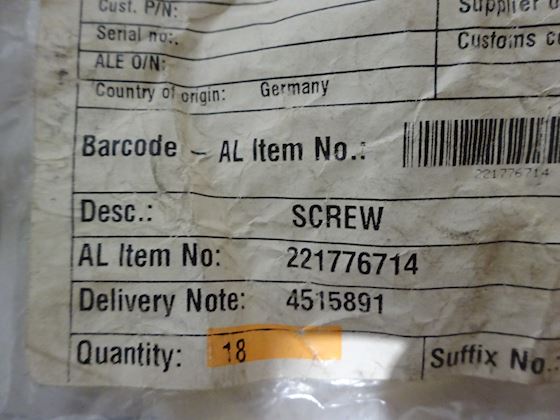 Cust. P/N:
Supplier
Serial no:.
Customs
ALE O/N:
Country of origin: Germany
Barcode - AL Item No.:
221776714
Desc.: SCREW
AL Item No: 221776714
Delivery Note: 4515891
Quantity: 18
Suffix No.: